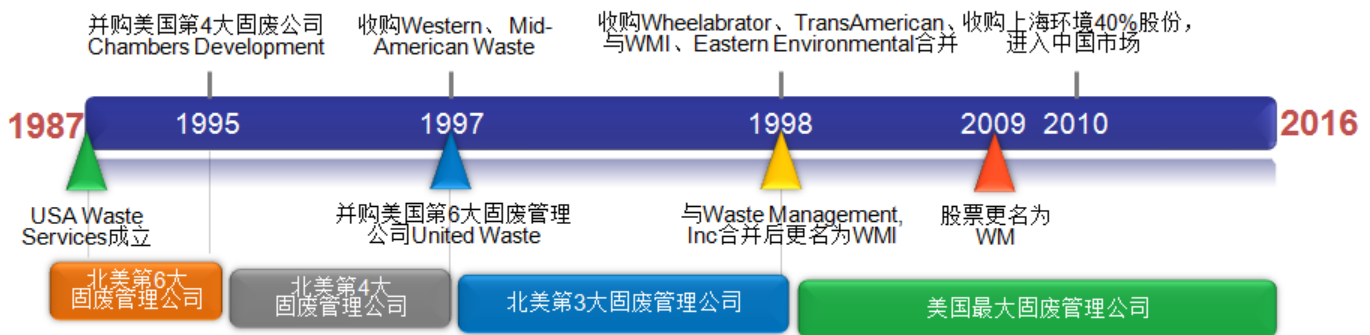 并购美国第4大固废公司
Chambers Development
收购Western、Mid-
American Waste
收购Wheelabrator、TransAmerican、
与WMI、Eastern Environmental合并
收购上海环境40%股份，
进入中国市场
1987
1995
1997
1998
2009
2010
2016
USA Waste
Services成立
并购美国第6大固废管理
公司United Waste
与Waste Management,
Inc合并后更名为WMI
股票更名为
WM
北美第6大
固废管理公司
北美第4大
固废管理公司
北美第3大固废管理公司
美国最大固废管理公司